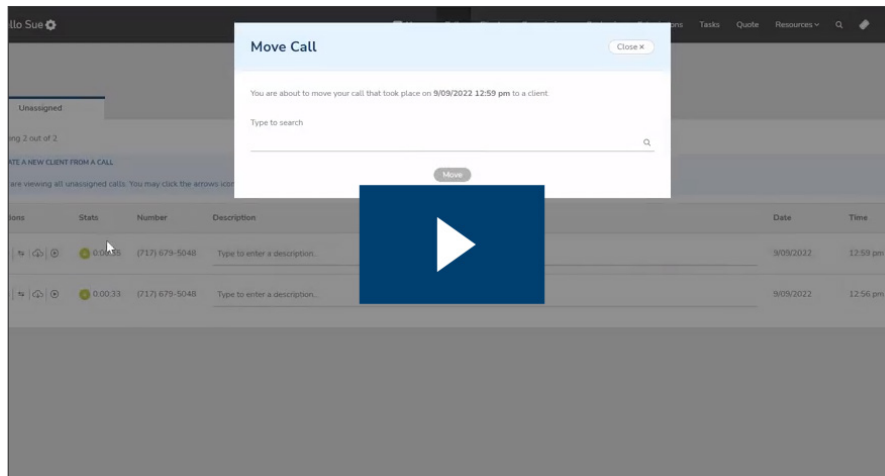 llo Sue
ons Tasks Quote Resources
Move Call
Close x
You are about to move your call that took place on 9/09/2022 12:59 pm to a client.
Type to search
Move
Unassigned
ing 2 out of 2
ATE A NEW CLIENT FROM A CALL
are viewing all unassigned calls. You may click the arrows icon
ions Stats Number Description Date Time
(717) 679-5048 Type to enter a description... 9/09/2022 12:59 pm
0:00:33 (717) 679-5048 Type to enter a description... 9/09/2022 12:56 pm